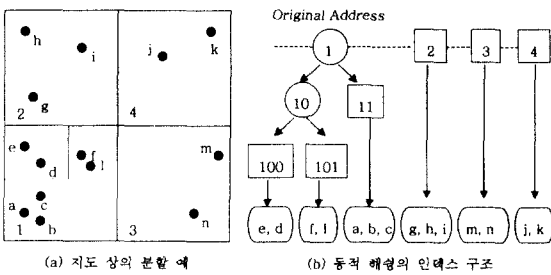 Original Address
h
i
j
k
g
2
4
e
d
f
l
m
a
c
b
1
3
n
1
2
3
4
10
11
100
101
e, d
f, l
a, b, c
g, h, i
m, n
j, k
(a) 지도 상의 분할 예
(b) 동적 해슁의 인덱스 구조